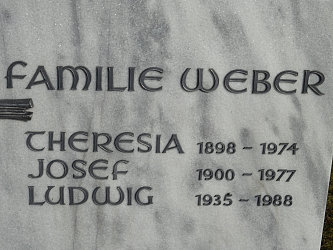 FAMILIE WEBER
THERESIA 1898 - 1974
JOSEF 1900 - 1977
LUDWIG 1935 - 1988